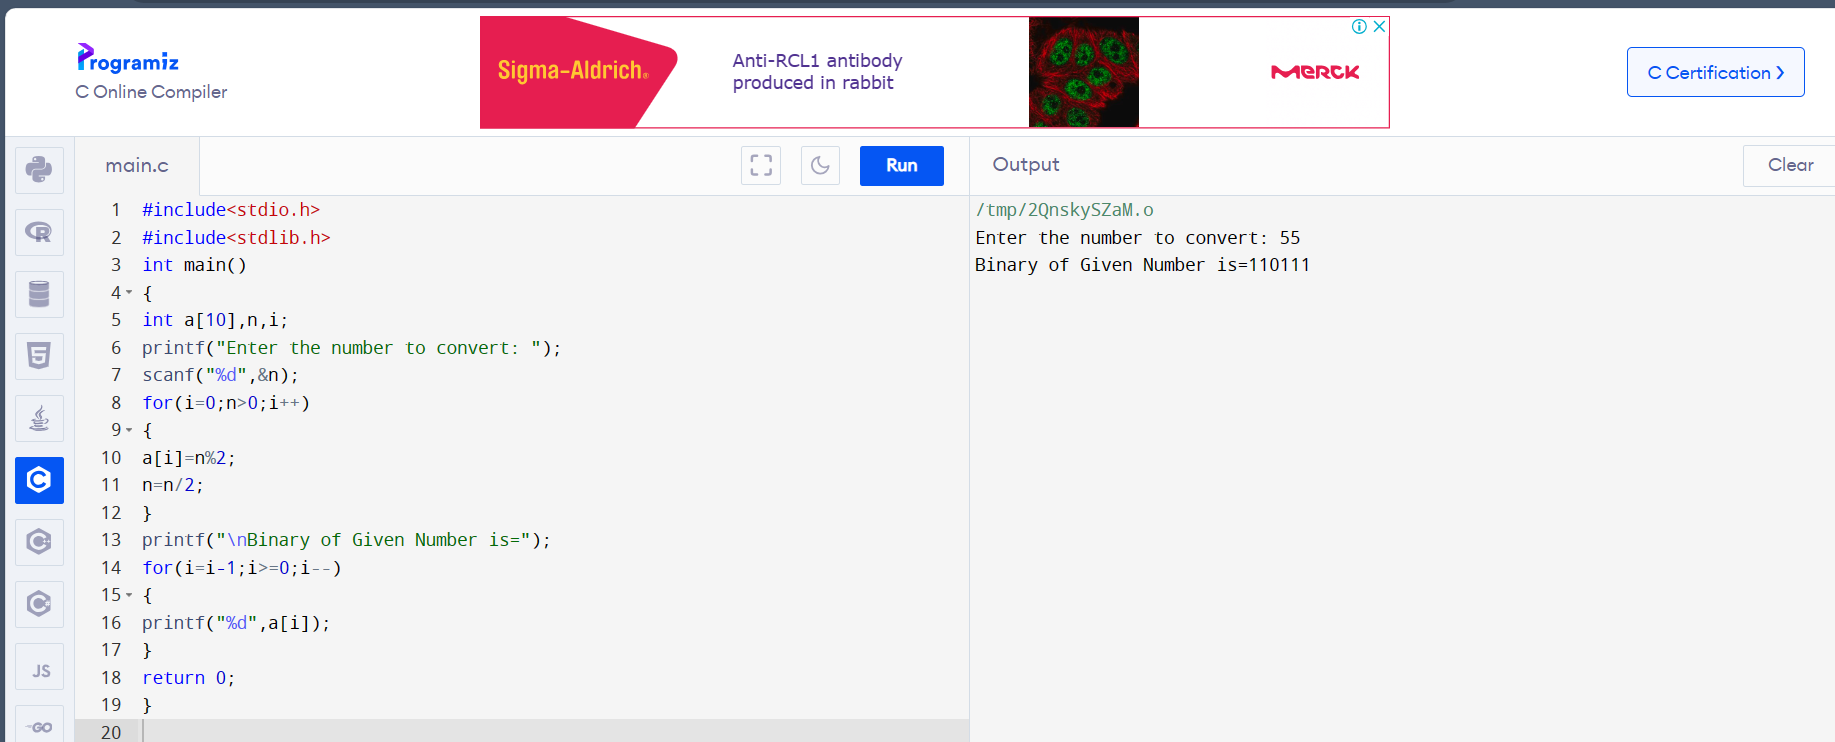 Programiz
C Online Compiler
Sigma-Aldrich®
Anti-RCL1 antibody
produced in rabbit
MERCK
C Certification >
main.c
Run
Output
Clear
1 #include<stdio.h>
2 #include<stdlib.h>
3 int main()
4 {
5 int a[10],n,i;
6 printf("Enter the number to convert: ");
7 scanf("%d",&n);
8 for(i=0;n>0;i++)
9 {
10 a[i]=n%2;
11 n=n/2;
12 }
13 printf("\nBinary of Given Number is=");
14 for(i=i-1;i>=0;i--)
15 {
16 printf("%d",a[i]);
17 }
18 return 0;
19 }
20
/tmp/2QnskySZaM.o
Enter the number to convert: 55
Binary of Given Number is=110111
R
5
C
C
C
JS
GO